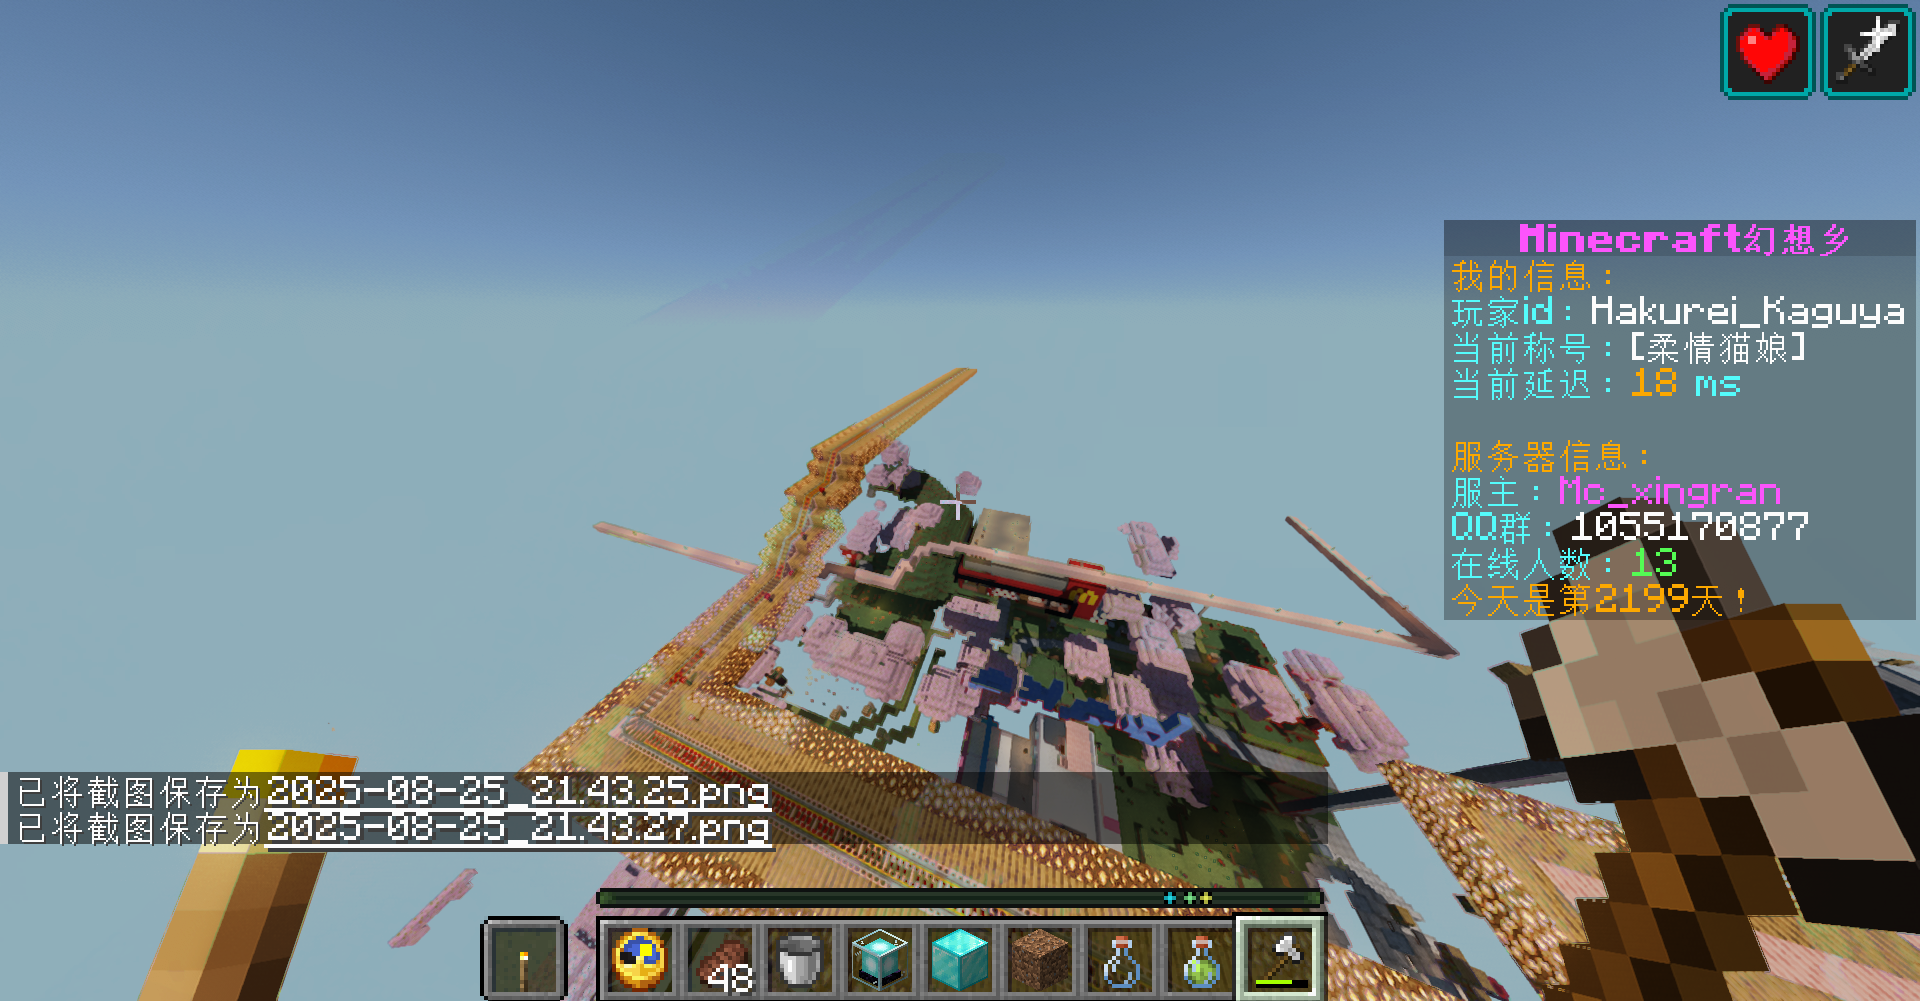 Minecraft幻想乡
我的信息：
玩家id：Hakurei_Kaguya
当前称号：[柔情猫娘]
当前延迟：18 ms
服务器信息：
服主：Mc_xingran
QQ群：1055170877
在线人数：13
今天是第2199天！
已将截图保存为2025-08-25_21.43.25.png
已将截图保存为2025-08-25_21.43.27.png
48